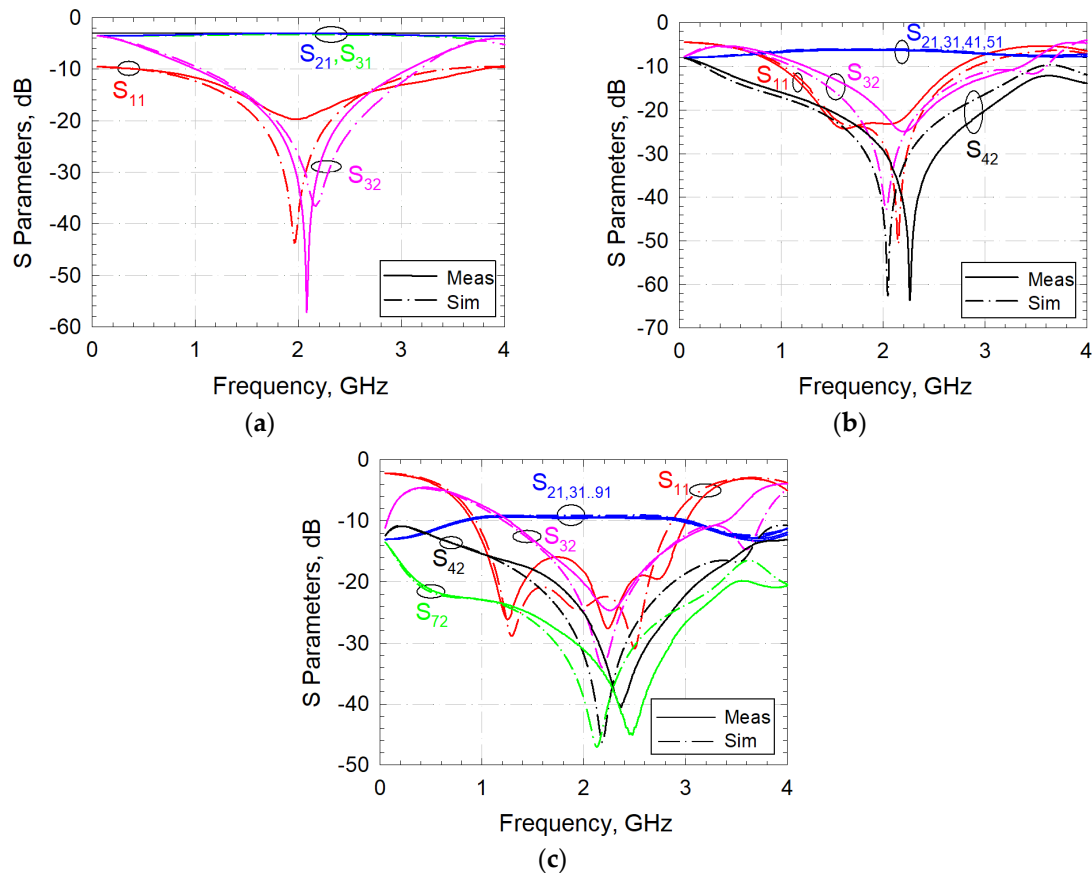 0
-10
-20
-30
-40
-50
-60
S Parameters, dB
S21,S31
S11
S32
Meas
Sim
0 1 2 3 4
Frequency, GHz
(a)
0
-10
-20
-30
-40
-50
-60
-70
S Parameters, dB
S21,31,41,51
S11
S32
S42
Meas
Sim
0 1 2 3 4
Frequency, GHz
(b)
0
-10
-20
-30
-40
-50
S Parameters, dB
S21,31..91
S11
S32
S42
S72
Meas
Sim
0 1 2 3 4
Frequency, GHz
(c)